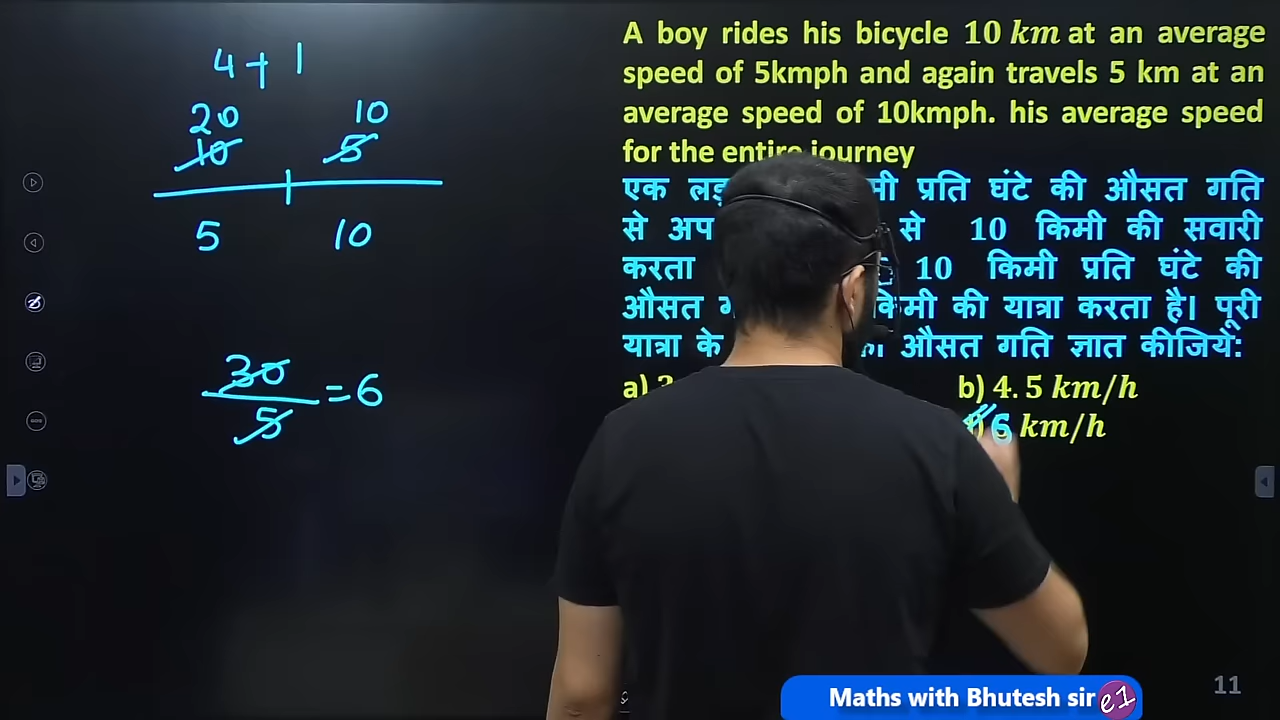 4 + 1
20 10
10 5
5 10
30
5
= 6
A boy rides his bicycle 10 km at an average
speed of 5kmph and again travels 5 km at an
average speed of 10kmph. his average speed
for the entire journey
एक प्रति घंटे की औसत गति
से से 10 किमी की सवारी
करता 10 किमी प्रति घंटे की
औसत किमी की यात्रा करता है। पूरी
यात्रा के औसत गति ज्ञात कीजिये:
a)
b) 4.5 km/h
6 km/h
Maths with Bhutesh sir e1
11